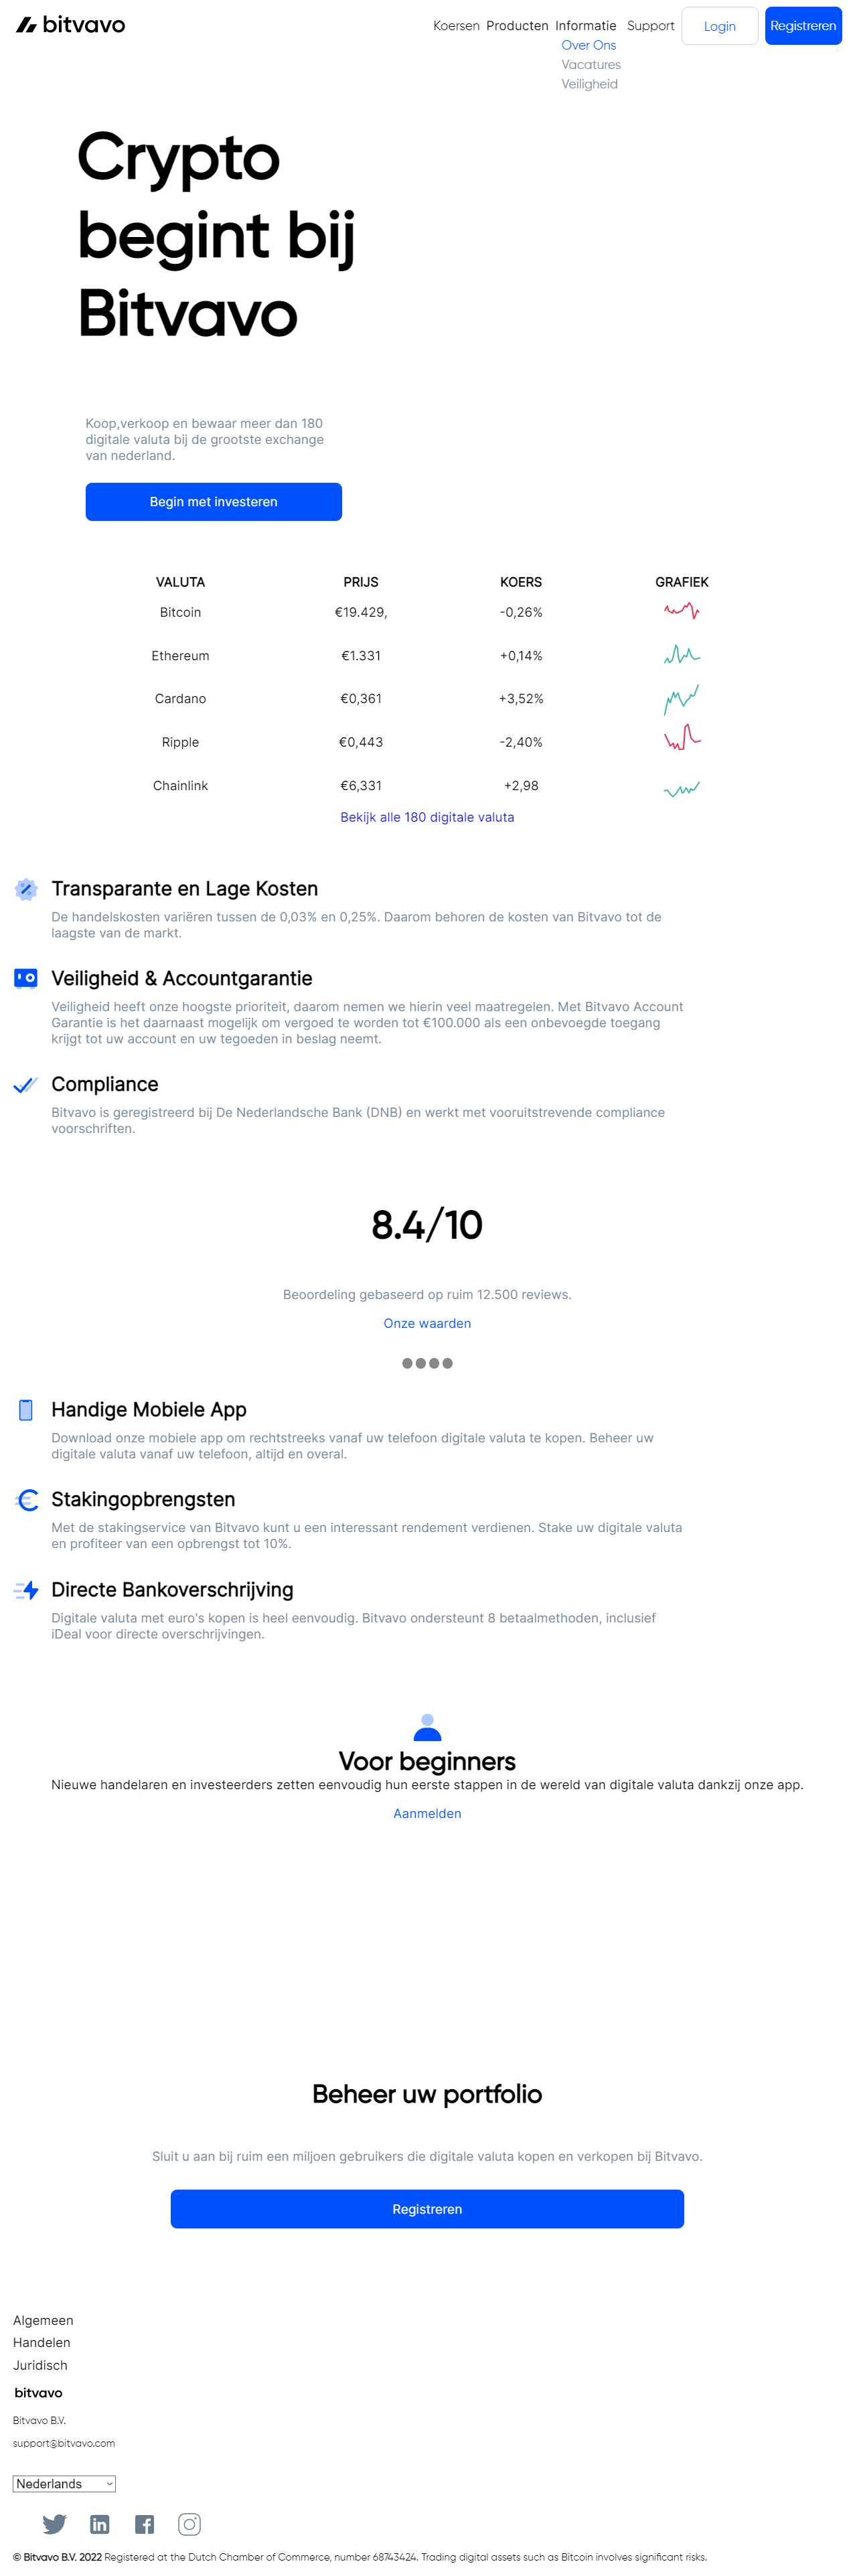 bitvavo
Koersen Producten Informatie Support Login Registreren
Over Ons
Vacatures
Veiligheid
Crypto
begint bij
Bitvavo
Koop,verkoop en bewaar meer dan 180
digitale valuta bij de grootste exchange
van nederland.
Begin met investeren
VALUTA PRIJS KOERS GRAFIEK
Bitcoin €19.429, -0,26%
Ethereum €1.331 +0,14%
Cardano €0,361 +3,52%
Ripple €0,443 -2,40%
Chainlink €6,331 +2,98
Bekijk alle 180 digitale valuta
Transparante en Lage Kosten
De handelskosten variëren tussen de 0,03% en 0,25%. Daarom behoren de kosten van Bitvavo tot de
laagste van de markt.
Veiligheid & Accountgarantie
Veiligheid heeft onze hoogste prioriteit, daarom nemen we hierin veel maatregelen. Met Bitvavo Account
Garantie is het daarnaast mogelijk om vergoed te worden tot €100.000 als een onbevoegde toegang
krijgt tot uw account en uw tegoeden in beslag neemt.
Compliance
Bitvavo is geregistreerd bij De Nederlandsche Bank (DNB) en werkt met vooruitstrevende compliance
voorschriften.
8.4/10
Beoordeling gebaseerd op ruim 12.500 reviews.
Onze waarden
Handige Mobiele App
Download onze mobiele app om rechtstreeks vanaf uw telefoon digitale valuta te kopen. Beheer uw
digitale valuta vanaf uw telefoon, altijd en overal.
Stakingopbrengsten
Met de stakingservice van Bitvavo kunt u een interessant rendement verdienen. Stake uw digitale valuta
en profiteer van een opbrengst tot 10%.
Directe Bankoverschrijving
Digitale valuta met euro's kopen is heel eenvoudig. Bitvavo ondersteunt 8 betaalmethoden, inclusief
iDeal voor directe overschrijvingen.
Voor beginners
Nieuwe handelaren en investeerders zetten eenvoudig hun eerste stappen in de wereld van digitale valuta dankzij onze app.
Aanmelden
Beheer uw portfolio
Sluit u aan bij ruim een miljoen gebruikers die digitale valuta kopen en verkopen bij Bitvavo.
Registreren
Algemeen
Handelen
Juridisch
bitvavo
Bitvavo B.V.
support@bitvavo.com
Nederlands
© Bitvavo B.V. 2022 Registered at the Dutch Chamber of Commerce, number 68743424. Trading digital assets such as Bitcoin involves significant risks.